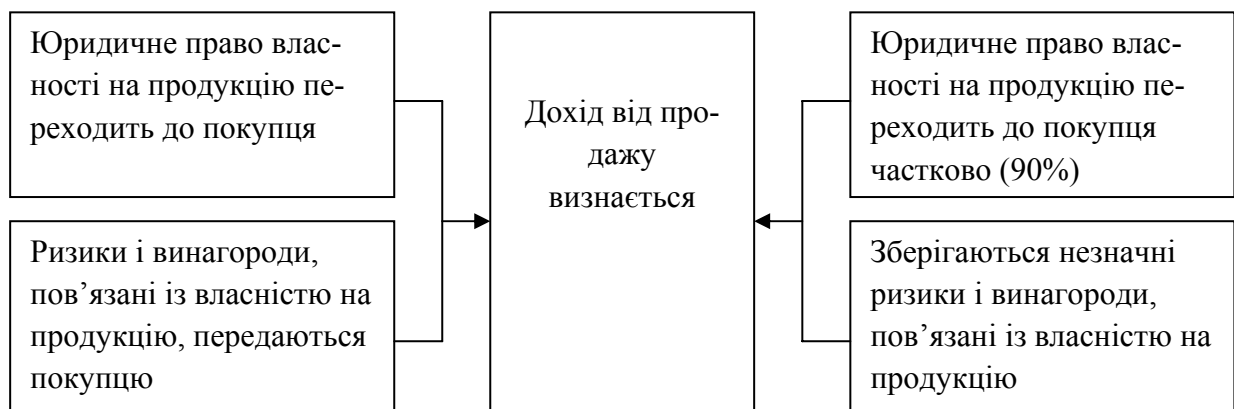 Юридичне право влас-
ності на продукцію пе-
реходить до покупця
Ризики і винагороди,
пов’язані із власністю на
продукцію, передаються
покупцю
Дохід від про-
дажу
визнається
Юридичне право влас-
ності на продукцію пе-
реходить до покупця
частково (90%)
Зберігаються незначні
ризики і винагороди,
пов’язані із власністю на
продукцію